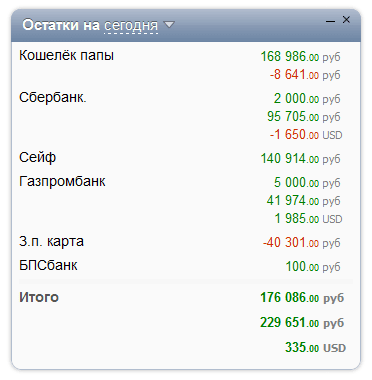 Остатки на сегодня
Кошелёк папы 168 986.00 руб
-8 641.00 руб
Сбербанк. 2 000.00 руб
95 705.00 руб
-1 650.00 USD
Сейф 140 914.00 руб
Газпромбанк 5 000.00 руб
41 974.00 руб
1 985.00 USD
З.п. карта -40 301.00 руб
БПСбанк 100.00 руб
Итого 176 086.00 руб
229 651.00 руб
335.00 USD